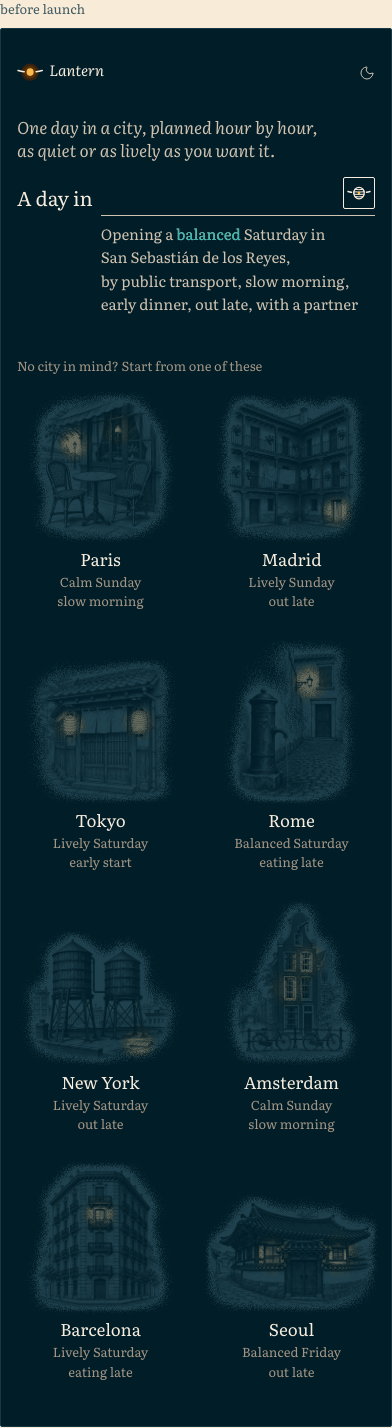 before launch
Lantern
One day in a city, planned hour by hour,
as quiet or as lively as you want it.
A day in
Opening a balanced Saturday in
San Sebastián de los Reyes,
by public transport, slow morning,
early dinner, out late, with a partner
No city in mind? Start from one of these
Paris
Calm Sunday
slow morning
Madrid
Lively Sunday
out late
Tokyo
Lively Saturday
early start
Rome
Balanced Saturday
eating late
New York
Lively Saturday
out late
Amsterdam
Calm Sunday
slow morning
Barcelona
Lively Saturday
eating late
Seoul
Balanced Friday
out late